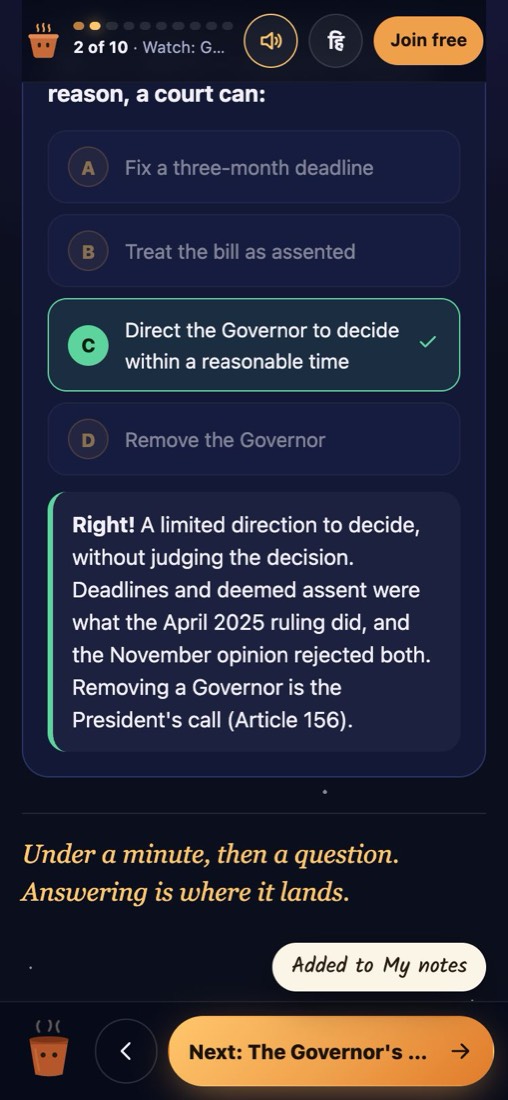 2 of 10 · Watch: G...
हि
Join free
reason, a court can:
A
Fix a three-month deadline
B
Treat the bill as assented
C
Direct the Governor to decide
within a reasonable time
D
Remove the Governor
Right! A limited direction to decide,
without judging the decision.
Deadlines and deemed assent were
what the April 2025 ruling did, and
the November opinion rejected both.
Removing a Governor is the
President's call (Article 156).
Under a minute, then a question.
Answering is where it lands.
Added to My notes
Next: The Governor's ...